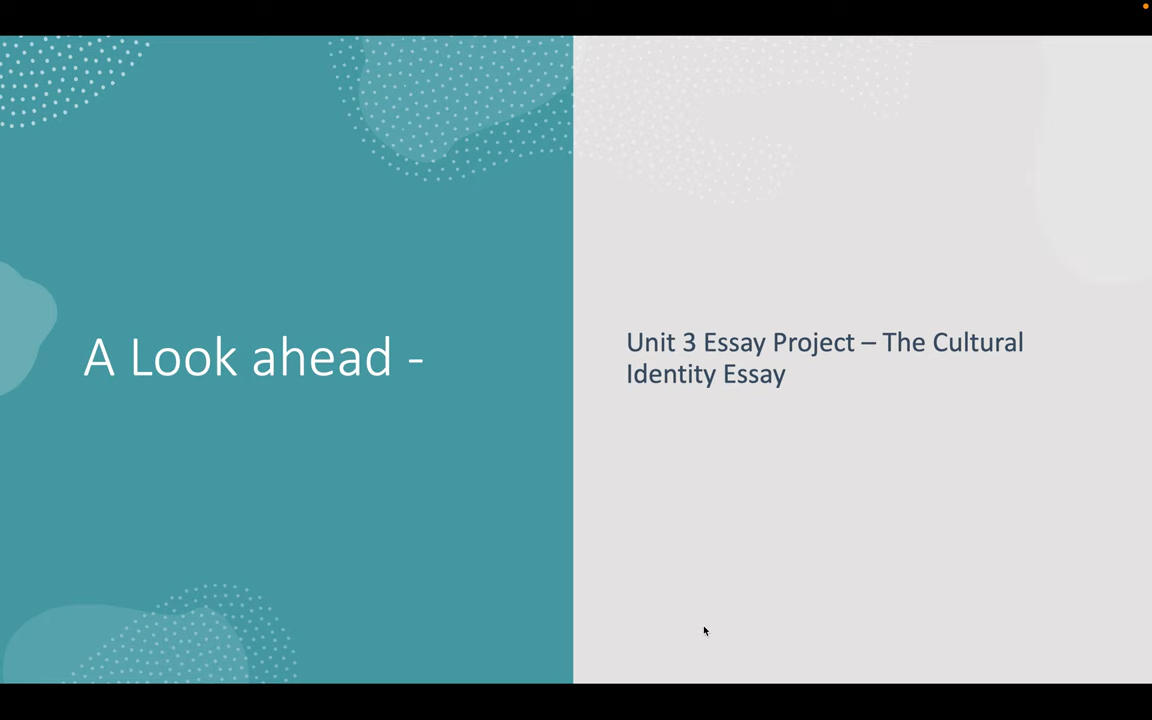 A Look ahead -
Unit 3 Essay Project – The Cultural
Identity Essay